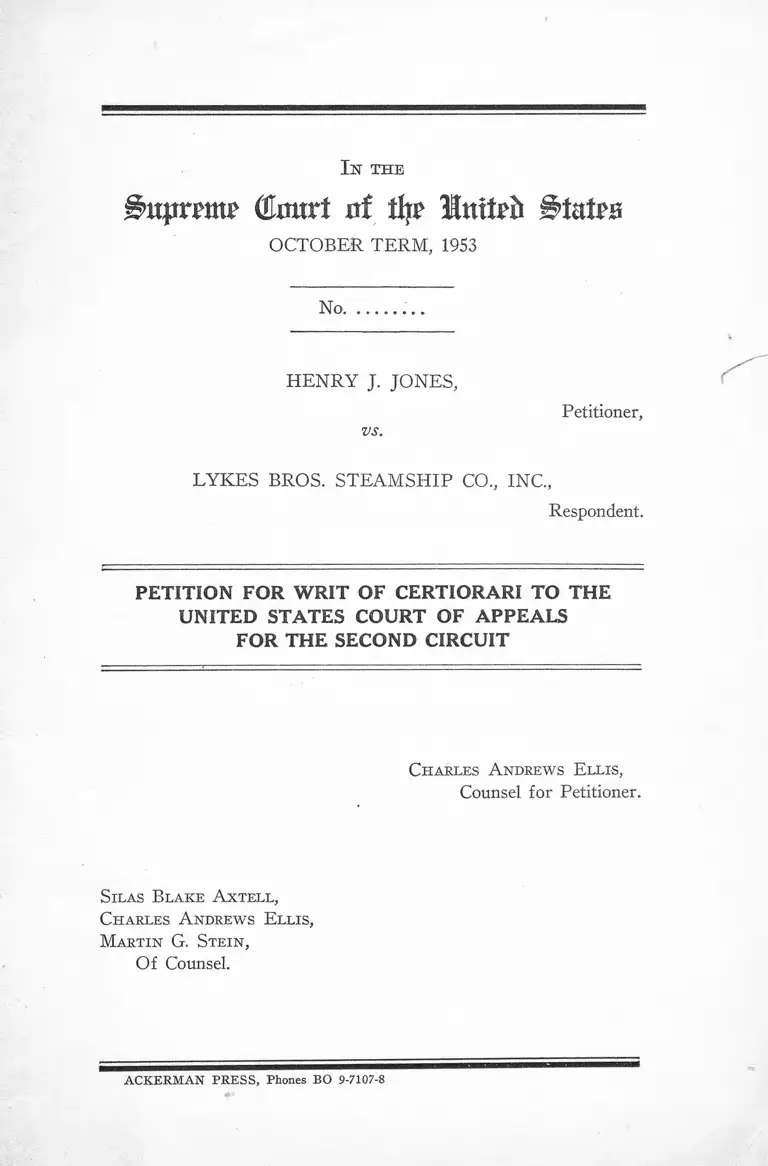 IN THE
Supreme Court of the United States
OCTOBER TERM, 1953
No. ........
HENRY J. JONES,
Petitioner,
vs.
LYKES BROS. STEAMSHIP CO., INC.,
Respondent.
PETITION FOR WRIT OF CERTIORARI TO THE
UNITED STATES COURT OF APPEALS
FOR THE SECOND CIRCUIT
CHARLES ANDREWS ELLIS,
Counsel for Petitioner.
SILAS BLAKE AXTELL,
CHARLES ANDREWS ELLIS,
MARTIN G. STEIN,
Of Counsel.
ACKERMAN PRESS, Phones BO 9-7107-8